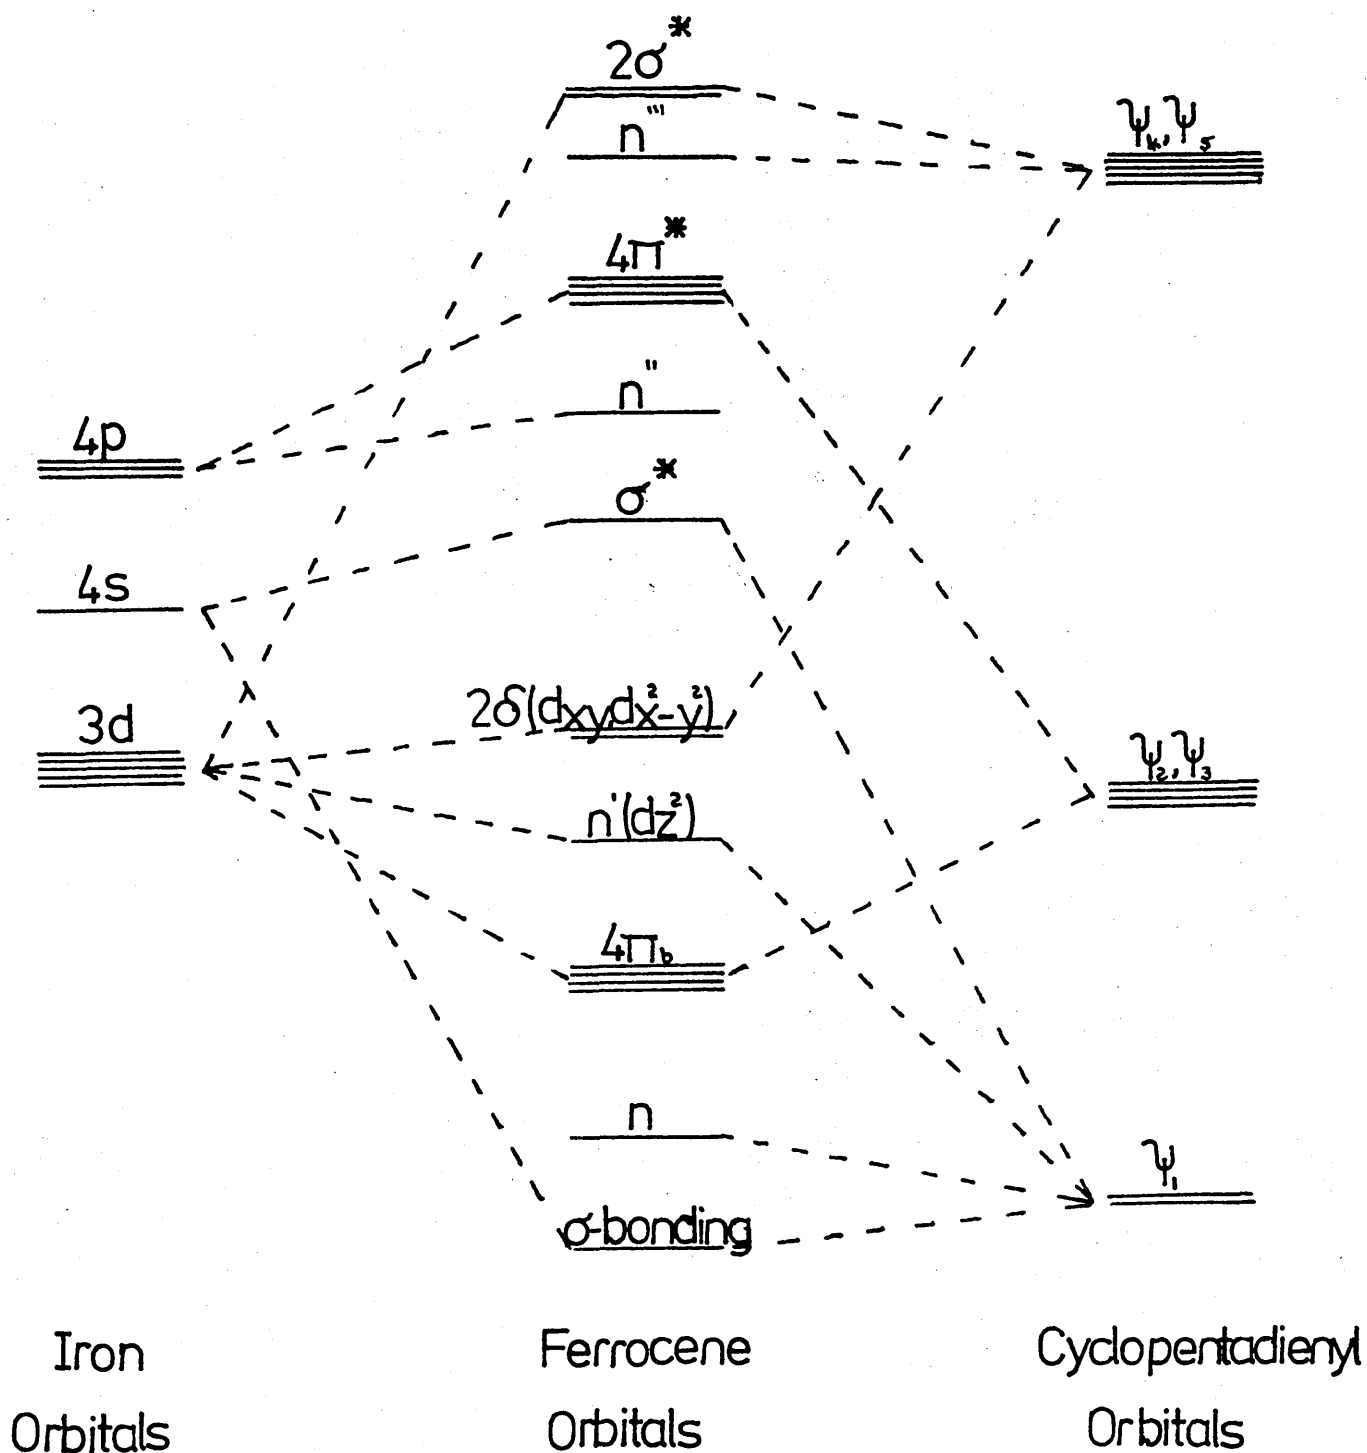 2σ*
n'''
ψ₄, ψ₅
4π*
n''
4p
σ*
4s
2δ(dxy,dx²-y²)
3d
ψ₂, ψ₃
n'(dz²)
4πb
n
ψ₁
σ-bonding
Iron
Orbitals
Ferrocene
Orbitals
Cyclopentadienyl
Orbitals